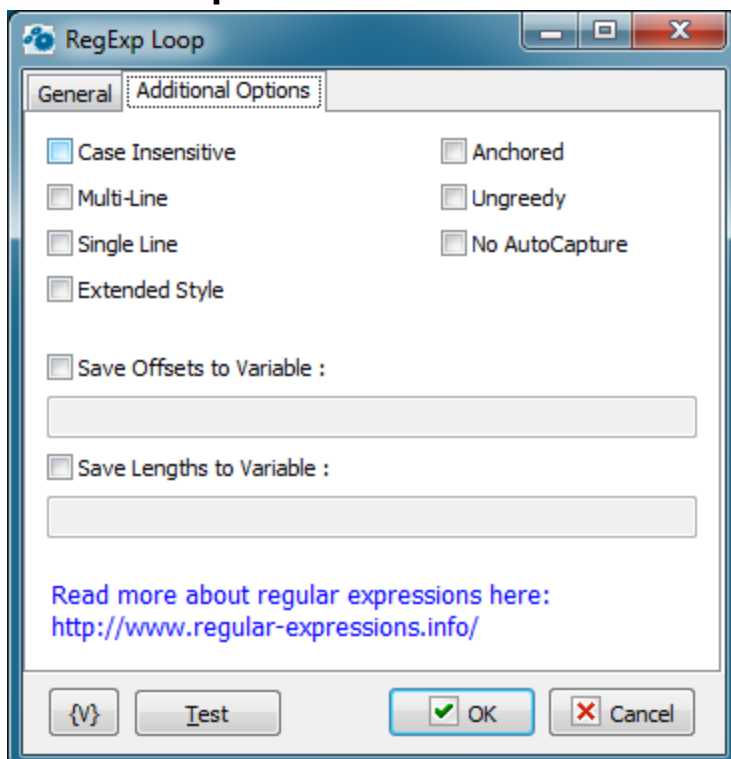 RegExp Loop
General Additional Options
Case Insensitive Anchored
Multi-Line Ungreedy
Single Line No AutoCapture
Extended Style
Save Offsets to Variable :
Save Lengths to Variable :
Read more about regular expressions here:
http://www.regular-expressions.info/
{V} Test OK Cancel